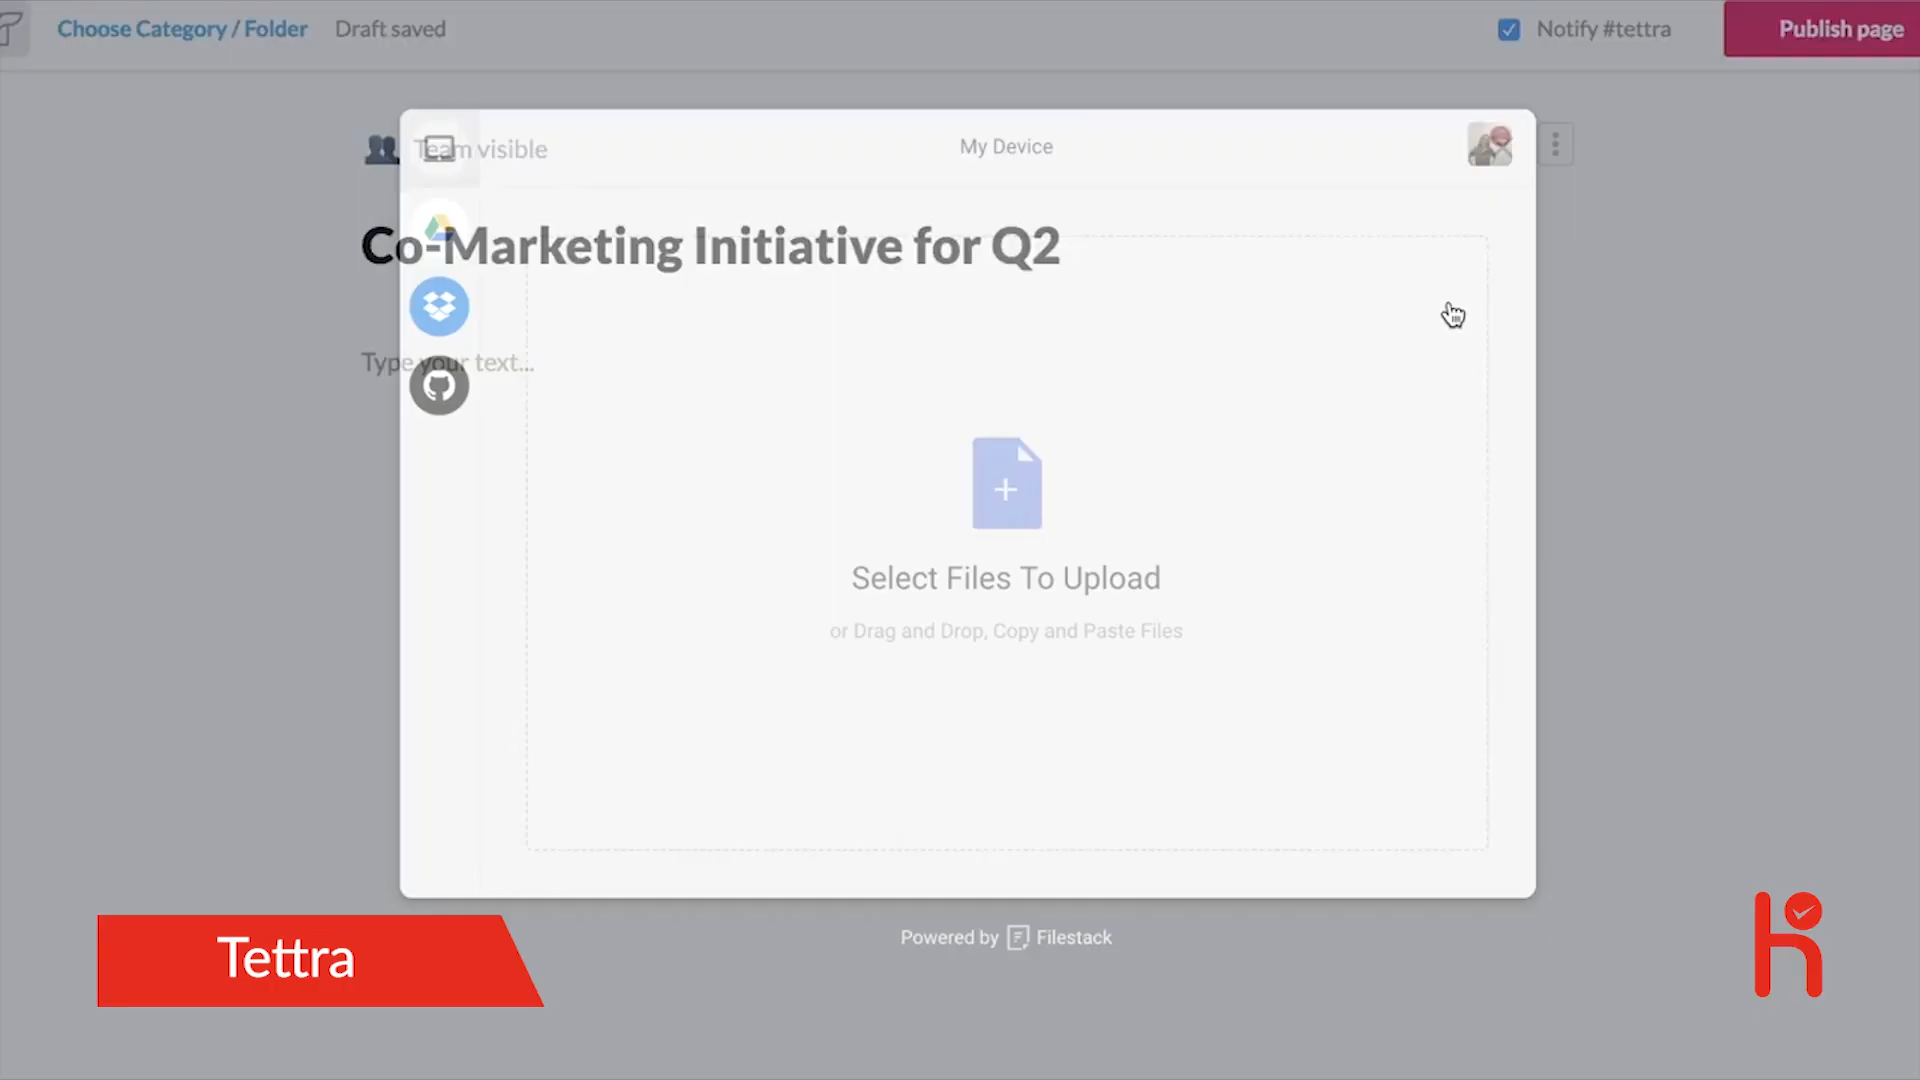 Choose Category / Folder
Draft saved
Notify #tettra
Publish page
Team visible
My Device
Co-Marketing Initiative for Q2
Type your text...
Select Files To Upload
or Drag and Drop, Copy and Paste Files
Powered by Filestack
Tettra